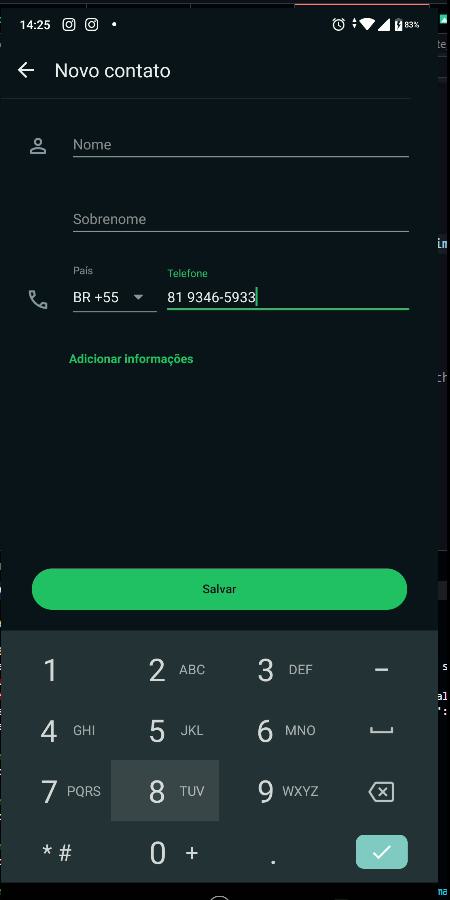 14:25 83%
Novo contato
Nome
Sobrenome
País Telefone
BR +55 81 9346-5933
Adicionar informações
Salvar
1 2 ABC 3 DEF –
4 GHI 5 JKL 6 MNO
7 PQRS 8 TUV 9 WXYZ
* # 0 + .